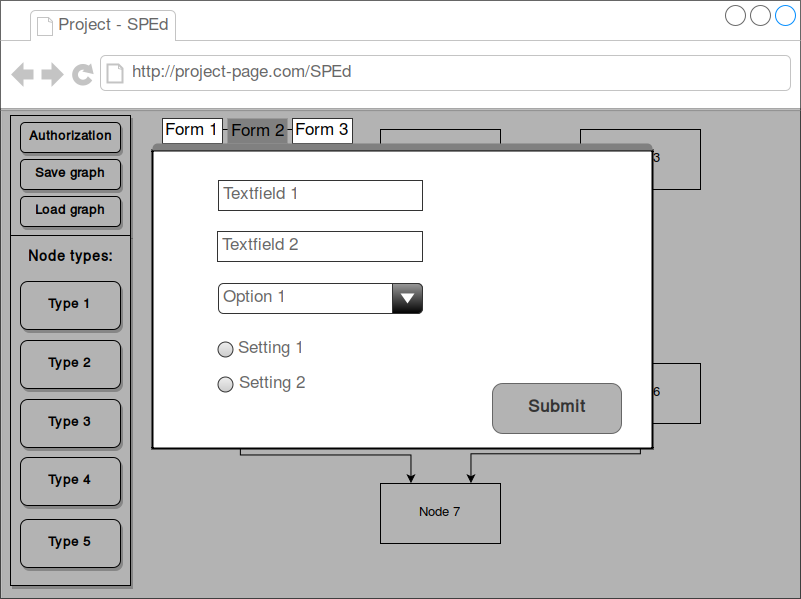 Project - SPEd
http://project-page.com/SPEd
Authorization
Save graph
Load graph
Node types:
Type 1
Type 2
Type 3
Type 4
Type 5
Form 1
Form 2
Form 3
3
Textfield 1
Textfield 2
Option 1
Setting 1
Setting 2
Submit
6
Node 7